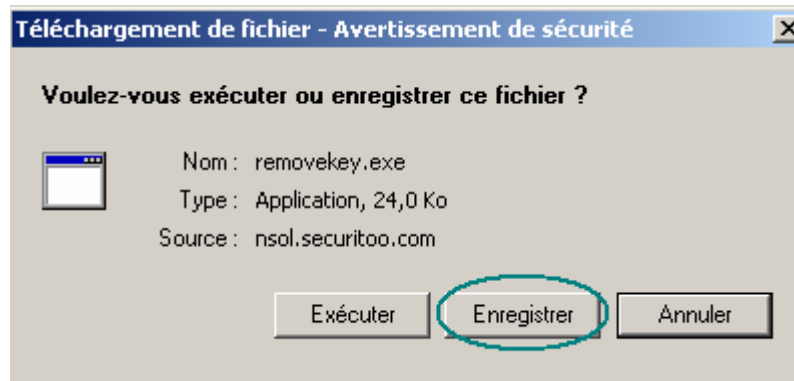 Téléchargement de fichier - Avertissement de sécurité
Voulez-vous exécuter ou enregistrer ce fichier ?
Nom : removekey.exe
Type : Application, 24,0 Ko
Source : nsol.securitoo.com
Exécuter Enregistrer Annuler